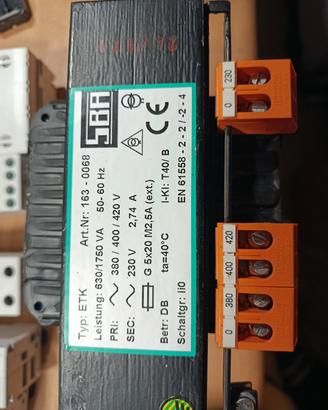 SBA
Typ: ETK Art.Nr: 163 - 0068
Leistung: 630/1750 VA 50- 60 Hz
PRI: 380 / 400 / 420 V
SEC: 230 V 2,74 A
G 5x20 M2,5A (ext.)
Betr: DB ta=40°C I-Kl: T40/ B
Schaltgr: iI0 EN 61558 - 2 - 2 / -2 - 4
CE
0 230
0 380 400 420